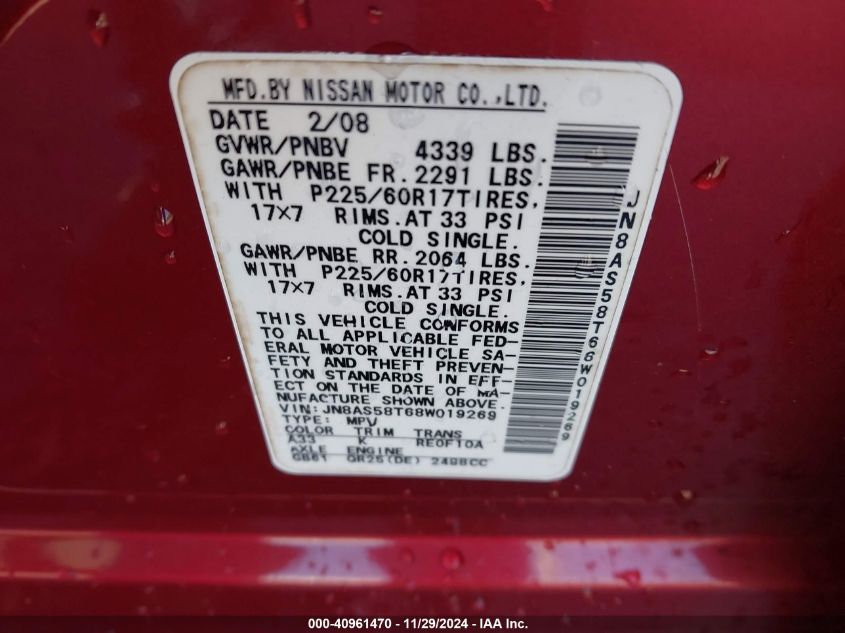 MFD.BY NISSAN MOTOR CO.,LTD.
DATE 2/08
GVWR/PNBV 4339 LBS.
GAWR/PNBE FR.2291 LBS.
WITH P225/60R17TIRES,
17×7 RIMS.AT 33 PSI
COLD SINGLE.
GAWR/PNBE RR.2064 LBS.
WITH P225/60R17TIRES,
17×7 RIMS.AT 33 PSI
COLD SINGLE.
THIS VEHICLE CONFORMS
TO ALL APPLICABLE FED-
ERAL MOTOR VEHICLE SA-
FETY AND THEFT PREVEN-
TION STANDARDS IN EFF-
ECT ON THE DATE OF MA-
NUFACTURE SHOWN ABOVE.
VIN:JN8AS58T68W019269
TYPE: MPV
COLOR TRIM TRANS
A33 K RE0F10A
AXLE ENGINE
GB61 QR25(DE) 2488CC
JN8AS58T68W019269
000-40961470 — 11/29/2024 — IAA Inc.